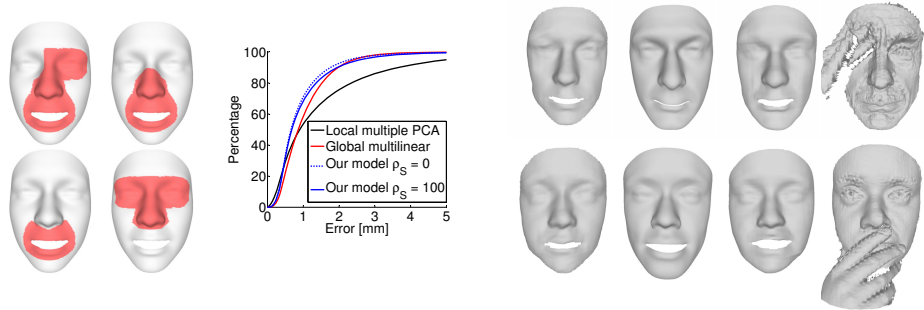 100
80
60
40
20
0
Percentage
Local multiple PCA
Global multilinear
Our model ρS = 0
Our model ρS = 100
0 1 2 3 4 5
Error [mm]